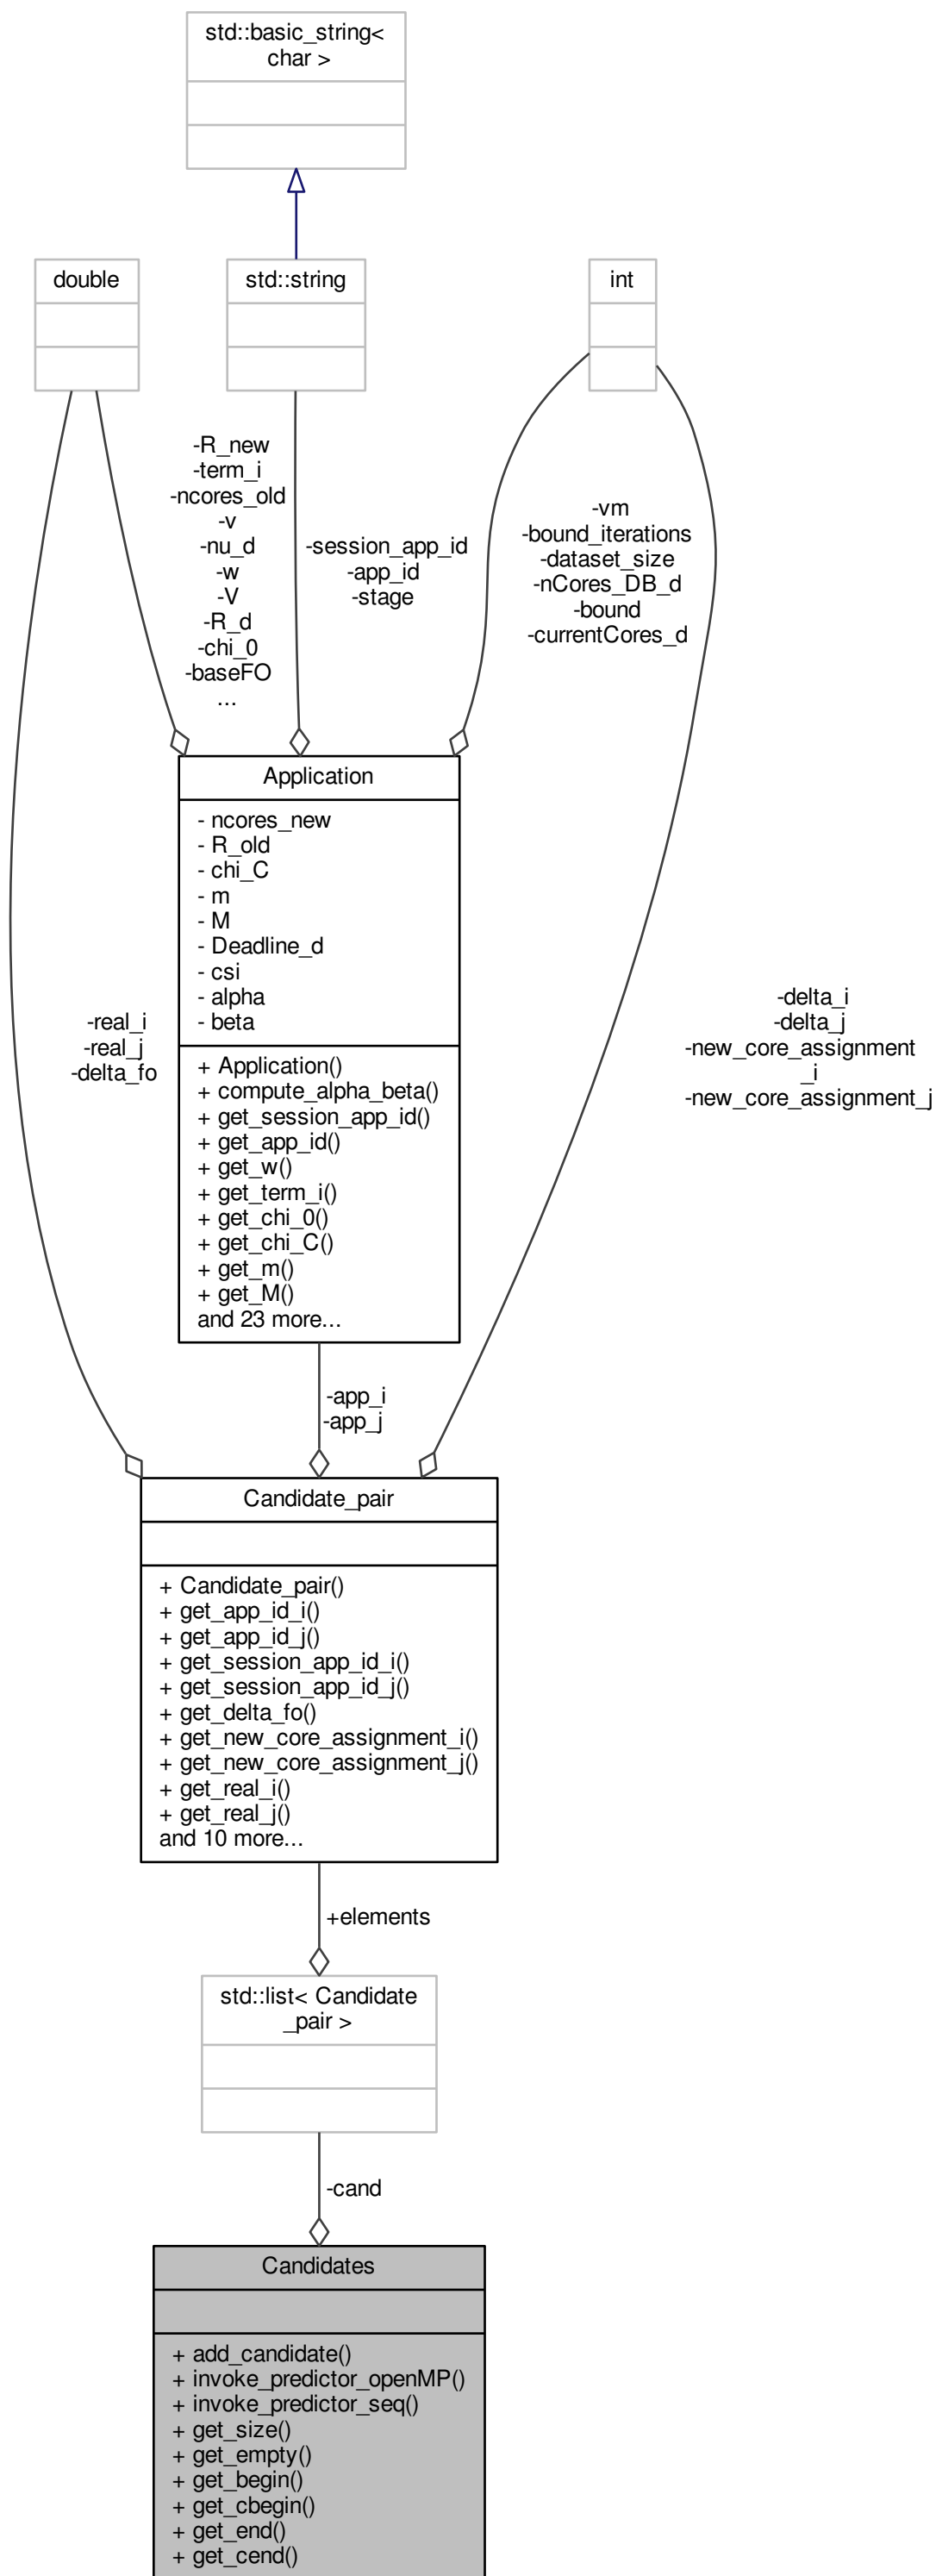 std::basic_string<
char >
double
std::string
int
-R_new
-term_i
-ncores_old
-v
-nu_d
-w
-V
-R_d
-chi_0
-baseFO
...
-session_app_id
-app_id
-stage
-vm
-bound_iterations
-dataset_size
-nCores_DB_d
-bound
-currentCores_d
Application
- ncores_new
- R_old
- chi_C
- m
- M
- Deadline_d
- csi
- alpha
- beta
+ Application()
+ compute_alpha_beta()
+ get_session_app_id()
+ get_app_id()
+ get_w()
+ get_term_i()
+ get_chi_0()
+ get_chi_C()
+ get_m()
+ get_M()
and 23 more...
-real_i
-real_j
-delta_fo
-delta_i
-delta_j
-new_core_assignment
_i
-new_core_assignment_j
-app_i
-app_j
Candidate_pair
+ Candidate_pair()
+ get_app_id_i()
+ get_app_id_j()
+ get_session_app_id_i()
+ get_session_app_id_j()
+ get_delta_fo()
+ get_new_core_assignment_i()
+ get_new_core_assignment_j()
+ get_real_i()
+ get_real_j()
and 10 more...
+elements
std::list< Candidate
_pair >
-cand
Candidates
+ add_candidate()
+ invoke_predictor_openMP()
+ invoke_predictor_seq()
+ get_size()
+ get_empty()
+ get_begin()
+ get_cbegin()
+ get_end()
+ get_cend()